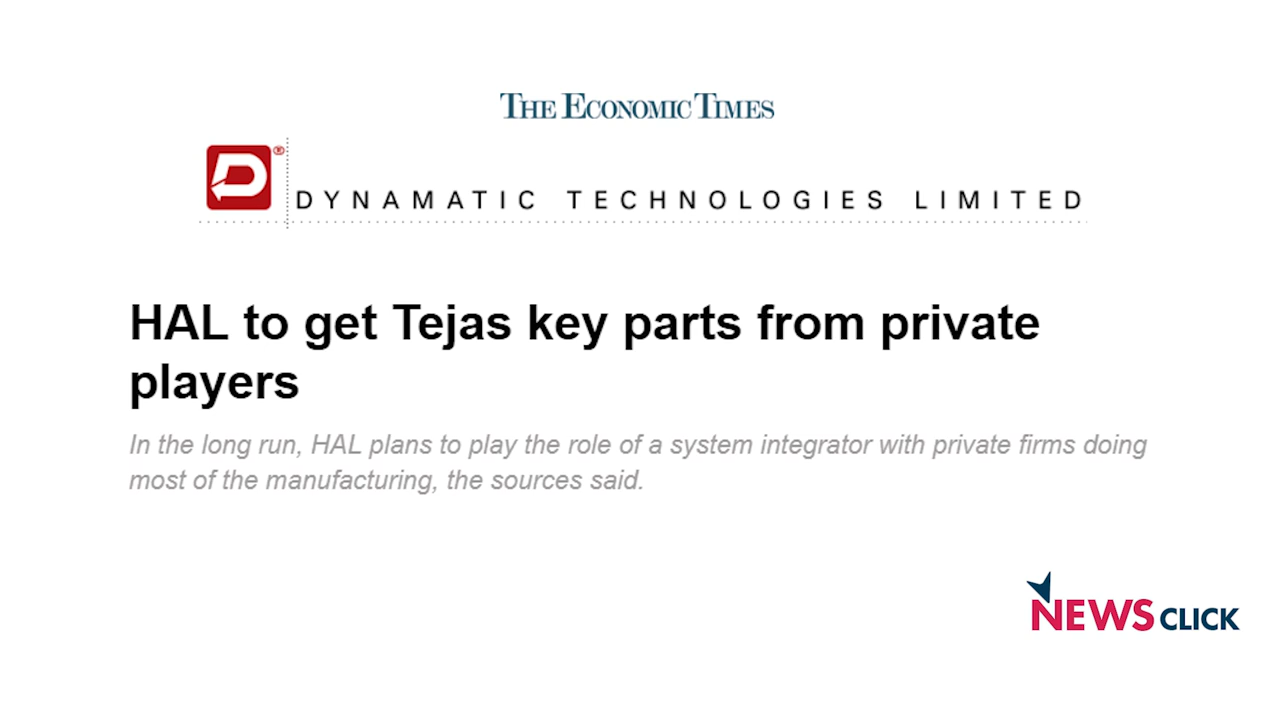 THE ECONOMIC TIMES
D®
DYNAMATIC TECHNOLOGIES LIMITED
HAL to get Tejas key parts from private
players
In the long run, HAL plans to play the role of a system integrator with private firms doing
most of the manufacturing, the sources said.
NEWSCLICK